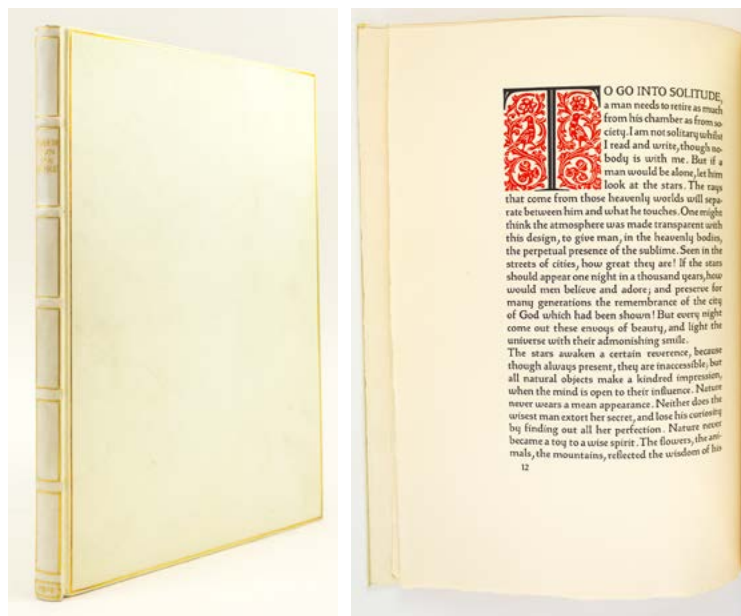 TO GO INTO SOLITUDE,
a man needs to retire as much
from his chamber as from so-
ciety. I am not solitary whilst
I read and write, though no-
body is with me. But if a
man would be alone, let him
look at the stars. The rays
that come from those heavenly worlds will sepa-
rate between him and what he touches. One might
think the atmosphere was made transparent with
this design, to give man, in the heavenly bodies,
the perpetual presence of the sublime. Seen in the
streets of cities, how great they are! If the stars
should appear one night in a thousand years, how
would men believe and adore; and preserve for
many generations the remembrance of the city
of God which had been shown! But every night
come out these envoys of beauty, and light the
universe with their admonishing smile.
The stars awaken a certain reverence, because
though always present, they are inaccessible; but
all natural objects make a kindred impression,
when the mind is open to their influence. Nature
never wears a mean appearance. Neither does the
wisest man extort her secret, and lose his curiosity
by finding out all her perfection. Nature never
became a toy to a wise spirit. The flowers, the ani-
mals, the mountains, reflected the wisdom of his
12